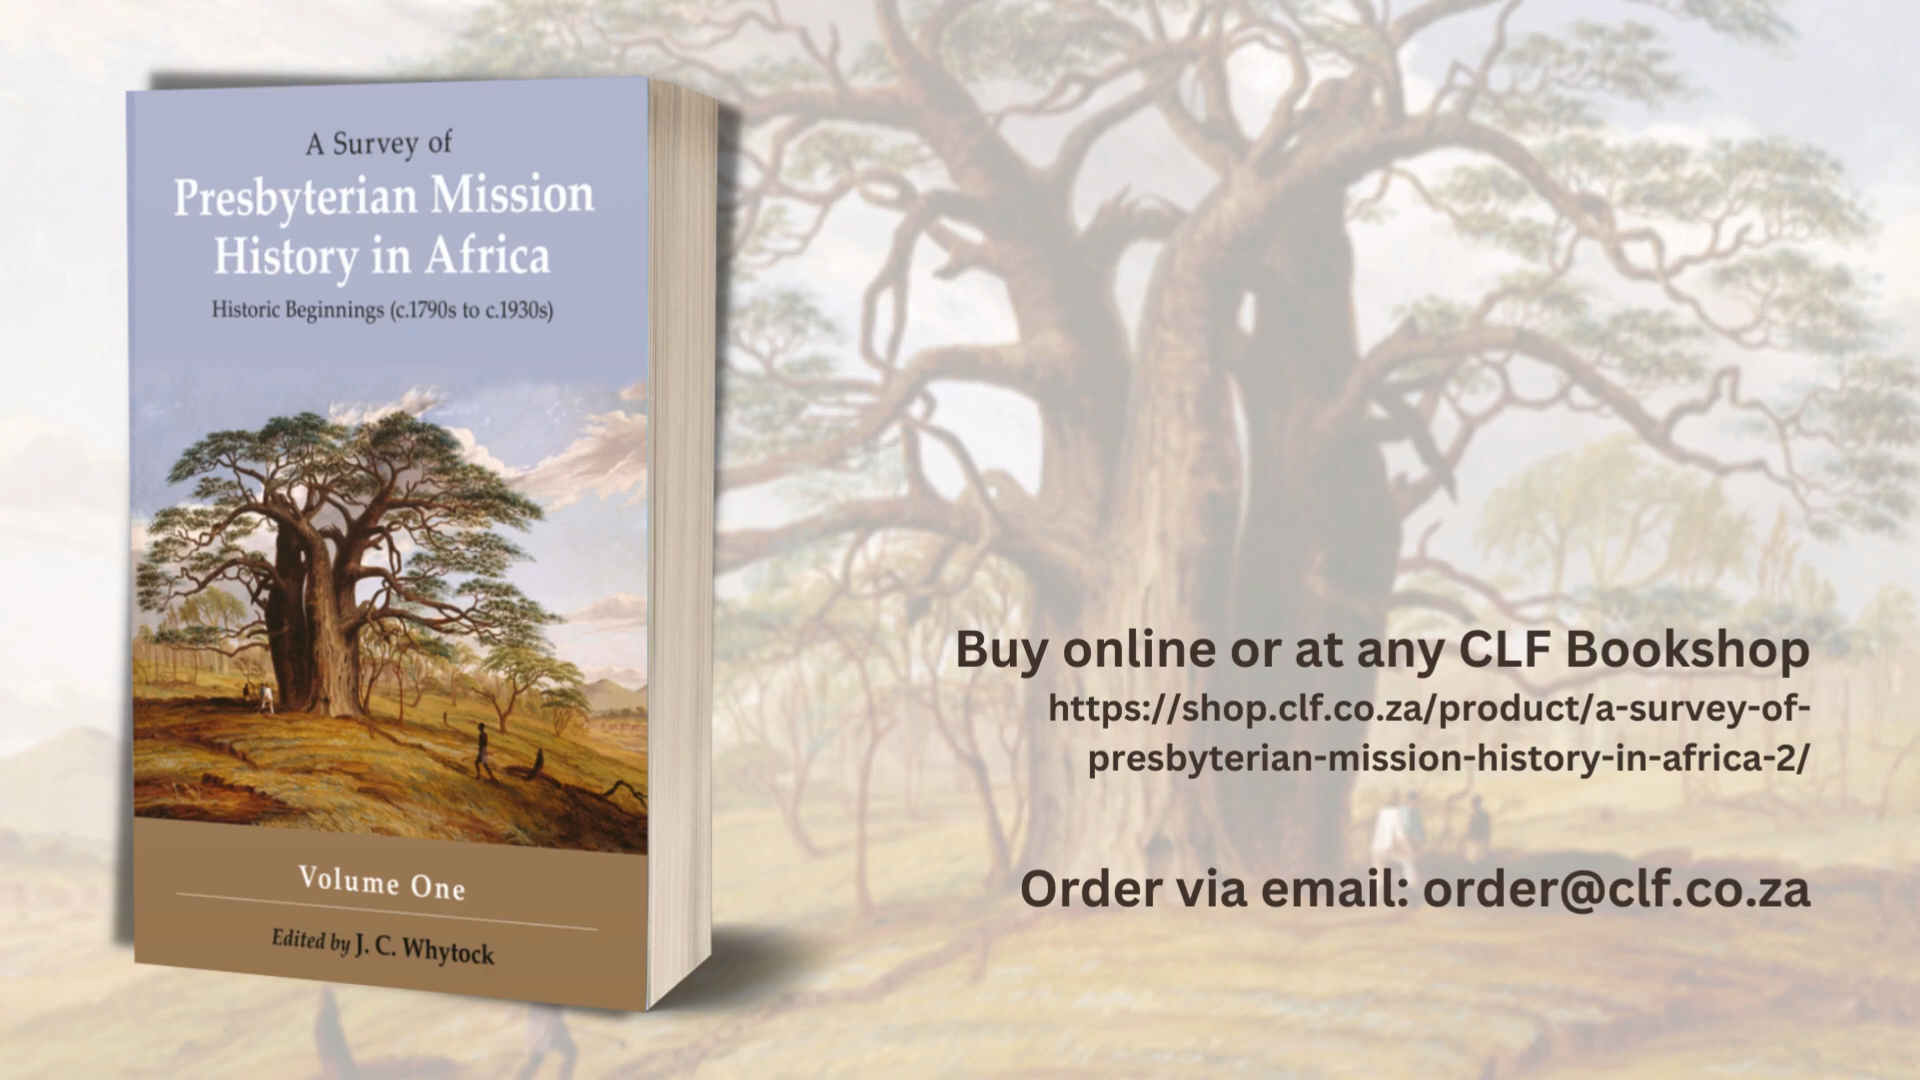 A Survey of
Presbyterian Mission
History in Africa
Historic Beginnings (c.1790s to c.1930s)
Volume One
Edited by J. C. Whytock
Buy online or at any CLF Bookshop
https://shop.clf.co.za/product/a-survey-of-
presbyterian-mission-history-in-africa-2/
Order via email: order@clf.co.za